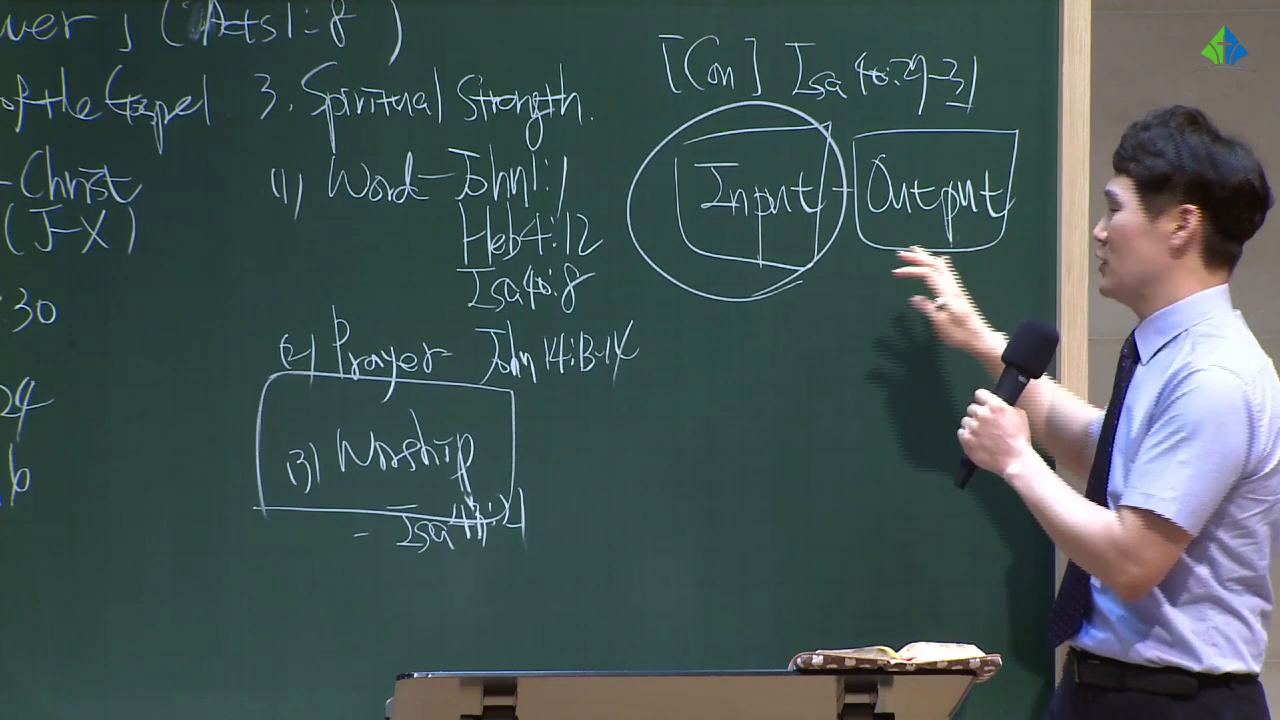 wer 」 (Acts 1:8)
of the Gospel
-Christ
(J-X)
:30
24
6
3. Spiritual Strength.
(1) Word - John 1:1
Heb 4:12
Isa 40:8
(2) Prayer - John 14:13-14
(3) Worship
- Isa
[Con] Isa 40:29-31
Input - Output